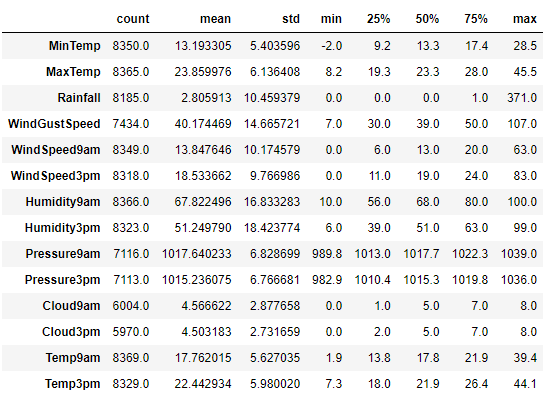 count mean std min 25% 50% 75% max
MinTemp 8350.0 13.193305 5.403596 -2.0 9.2 13.3 17.4 28.5
MaxTemp 8365.0 23.859976 6.136408 8.2 19.3 23.3 28.0 45.5
Rainfall 8185.0 2.805913 10.459379 0.0 0.0 0.0 1.0 371.0
WindGustSpeed 7434.0 40.174469 14.665721 7.0 30.0 39.0 50.0 107.0
WindSpeed9am 8349.0 13.847646 10.174579 0.0 6.0 13.0 20.0 63.0
WindSpeed3pm 8318.0 18.533662 9.766986 0.0 11.0 19.0 24.0 83.0
Humidity9am 8366.0 67.822496 16.833283 10.0 56.0 68.0 80.0 100.0
Humidity3pm 8323.0 51.249790 18.423774 6.0 39.0 51.0 63.0 99.0
Pressure9am 7116.0 1017.640233 6.828699 989.8 1013.0 1017.7 1022.3 1039.0
Pressure3pm 7113.0 1015.236075 6.766681 982.9 1010.4 1015.3 1019.8 1036.0
Cloud9am 6004.0 4.566622 2.877658 0.0 1.0 5.0 7.0 8.0
Cloud3pm 5970.0 4.503183 2.731659 0.0 2.0 5.0 7.0 8.0
Temp9am 8369.0 17.762015 5.627035 1.9 13.8 17.8 21.9 39.4
Temp3pm 8329.0 22.442934 5.980020 7.3 18.0 21.9 26.4 44.1